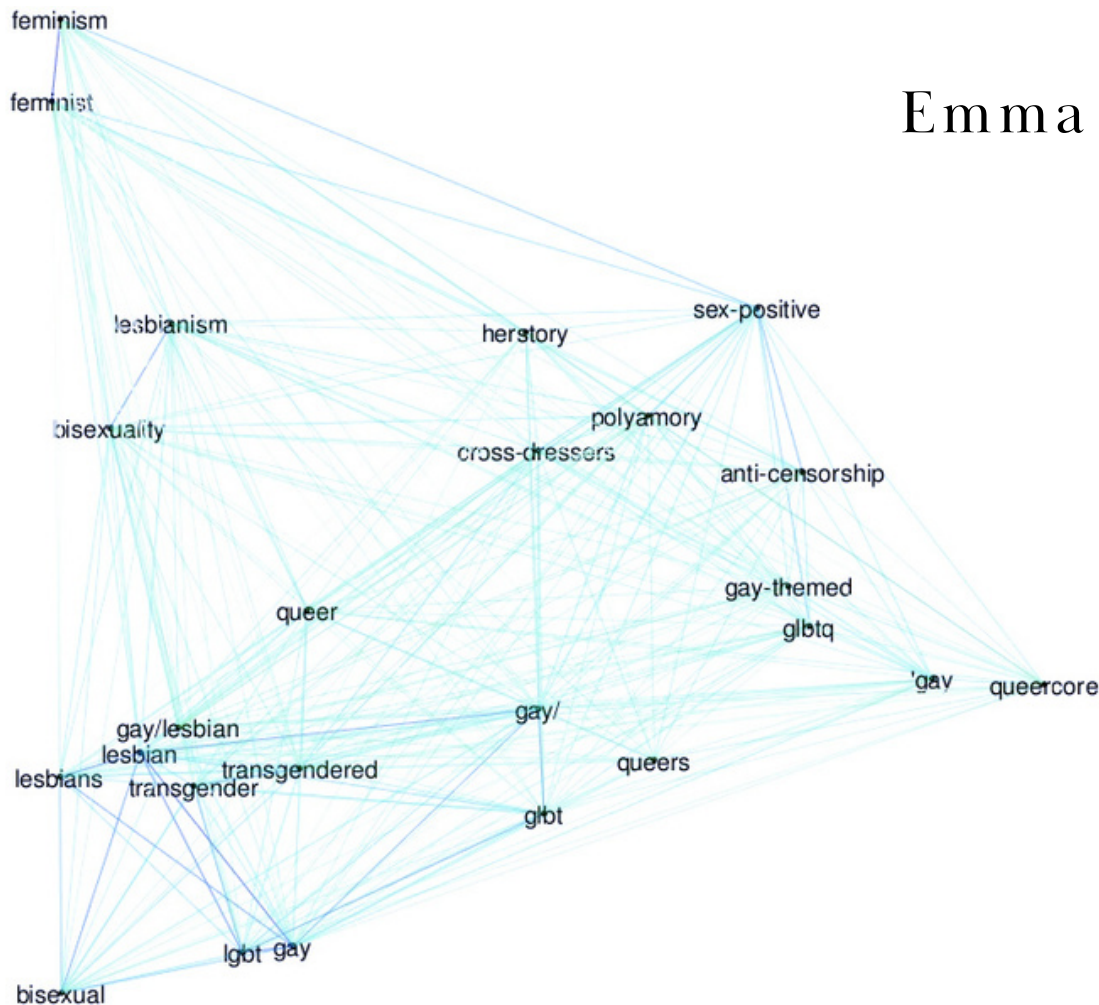 feminism
feminist
Emma
lesbianism
herstory
sex-positive
bisexuality
polyamory
cross-dressers
anti-censorship
gay-themed
queer
glbtq
'gay
queercore
gay/
gay/lesbian
lesbian
transgendered
queers
lesbians
transgender
glbt
lgbt
gay
bisexual